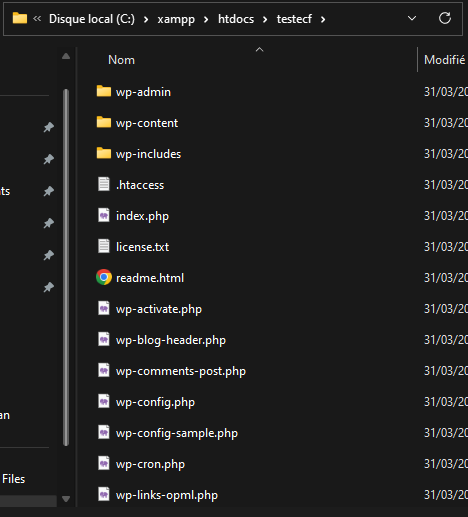 « Disque local (C:) > xampp > htdocs > testecf >
Nom Modifié
wp-admin 31/03/20
wp-content 31/03/20
wp-includes 31/03/20
.htaccess 31/03/20
nts
index.php 31/03/20
license.txt 31/03/20
readme.html 31/03/20
wp-activate.php 31/03/20
wp-blog-header.php 31/03/20
wp-comments-post.php 31/03/20
wp-config.php 31/03/20
an
wp-config-sample.php 31/03/20
wp-cron.php 31/03/20
Files
wp-links-opml.php 31/03/20